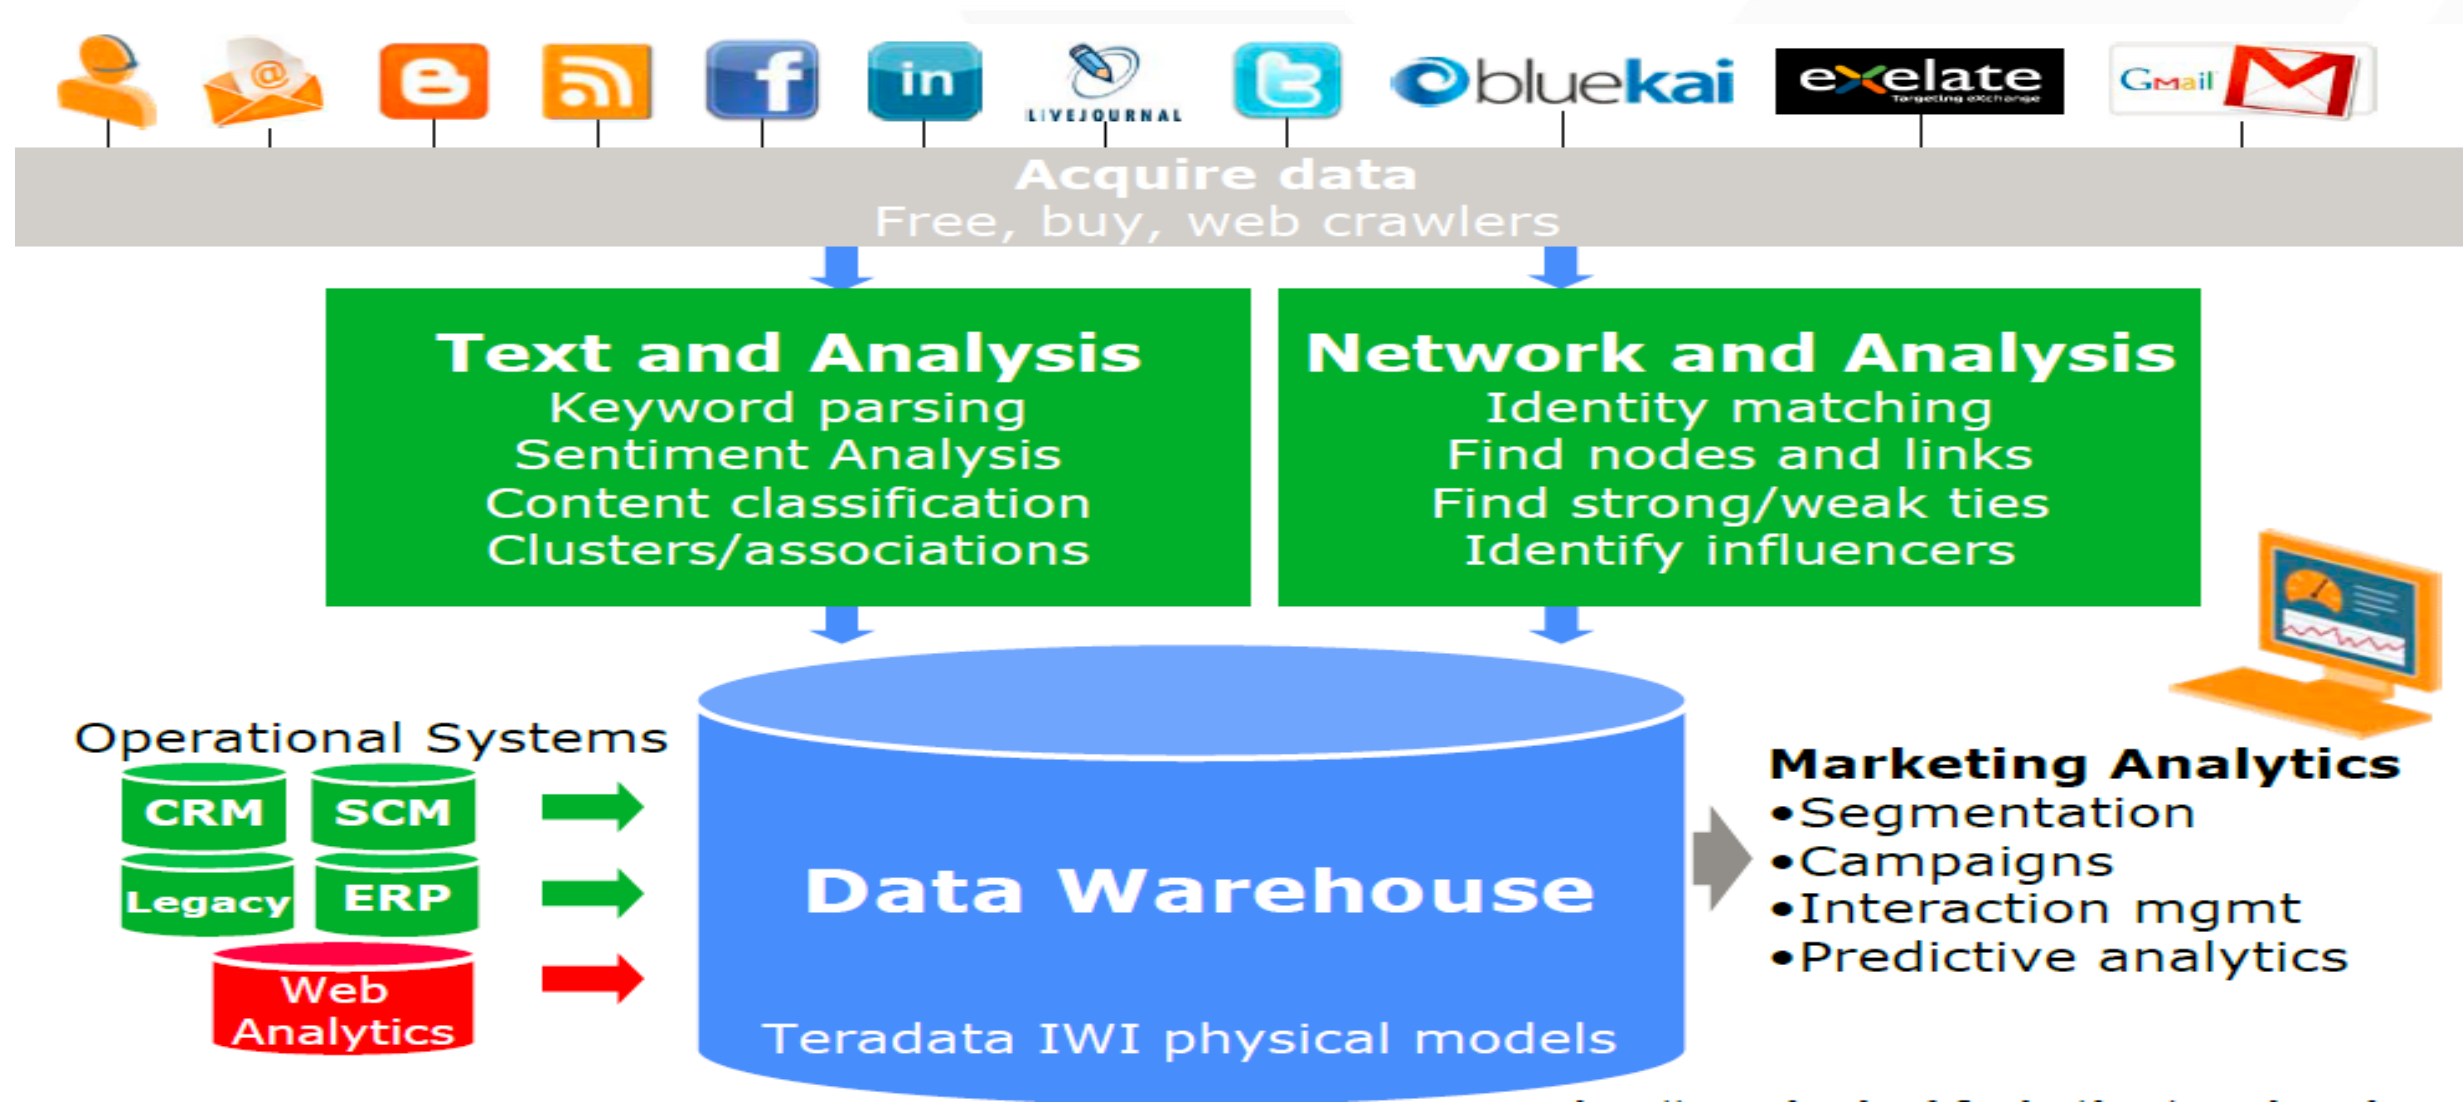 @
B
f
in
LIVEJOURNAL
t
bluekai
exelate
Targeting eXchange
GMail
Acquire data
Free, buy, web crawlers
Text and Analysis
Keyword parsing
Sentiment Analysis
Content classification
Clusters/associations
Network and Analysis
Identity matching
Find nodes and links
Find strong/weak ties
Identify influencers
Operational Systems
CRM
SCM
Legacy
ERP
Web
Analytics
Data Warehouse
Teradata IWI physical models
Marketing Analytics
•Segmentation
•Campaigns
•Interaction mgmt
•Predictive analytics